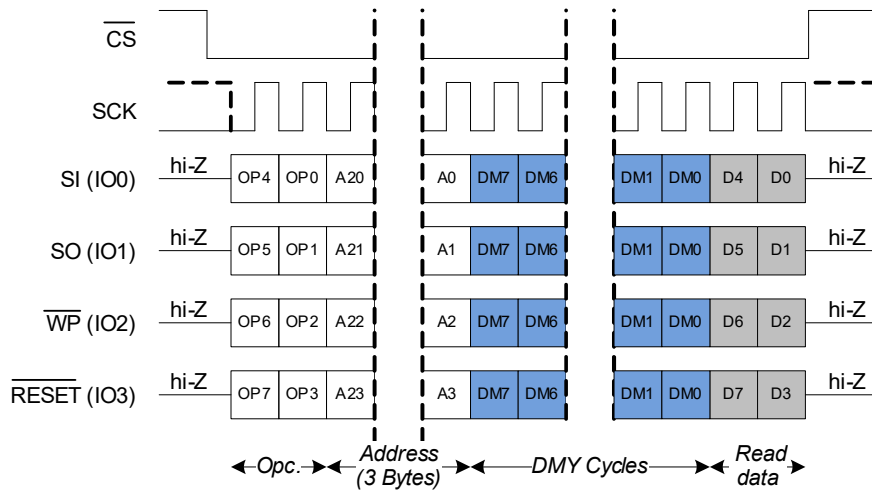 CS
SCK
SI (IO0) hi-Z OP4 OP0 A20 A0 DM7 DM6 DM1 DM0 D4 D0 hi-Z
SO (IO1) hi-Z OP5 OP1 A21 A1 DM7 DM6 DM1 DM0 D5 D1 hi-Z
WP (IO2) hi-Z OP6 OP2 A22 A2 DM7 DM6 DM1 DM0 D6 D2 hi-Z
RESET (IO3) hi-Z OP7 OP3 A23 A3 DM7 DM6 DM1 DM0 D7 D3 hi-Z
Opc. Address (3 Bytes) DMY Cycles Read data